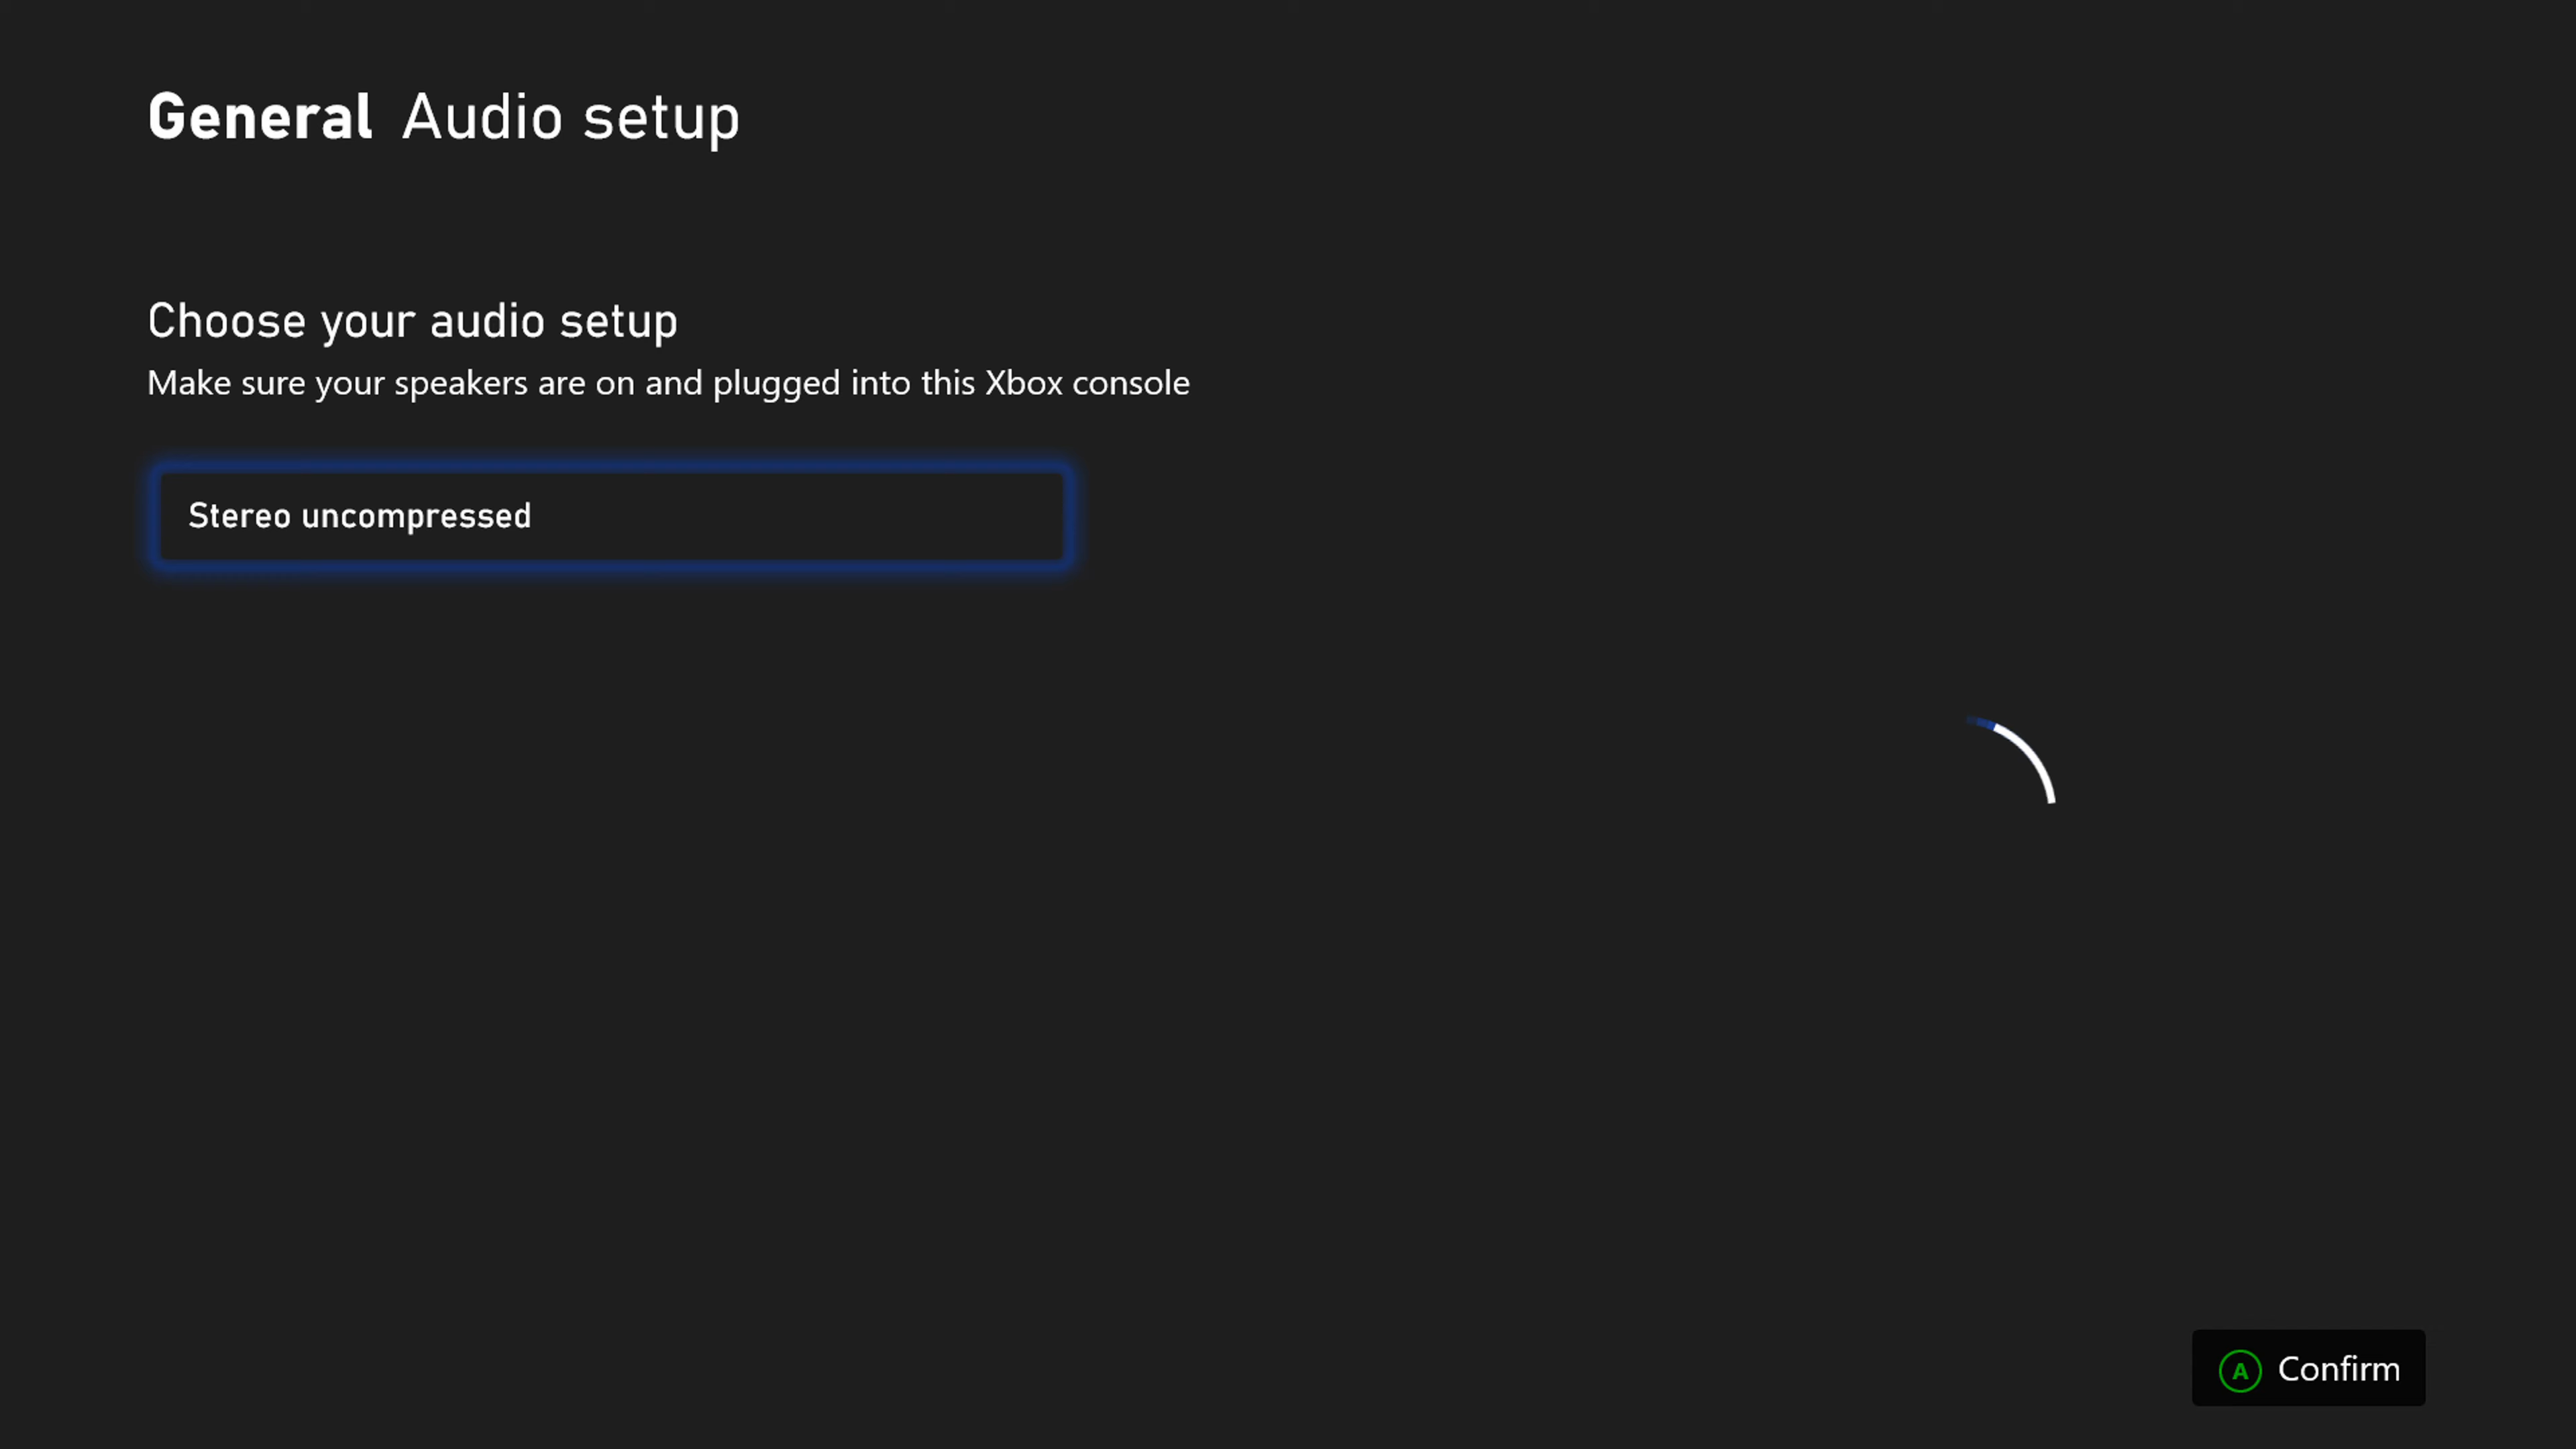 General Audio setup
Choose your audio setup
Make sure your speakers are on and plugged into this Xbox console
Stereo uncompressed
A Confirm